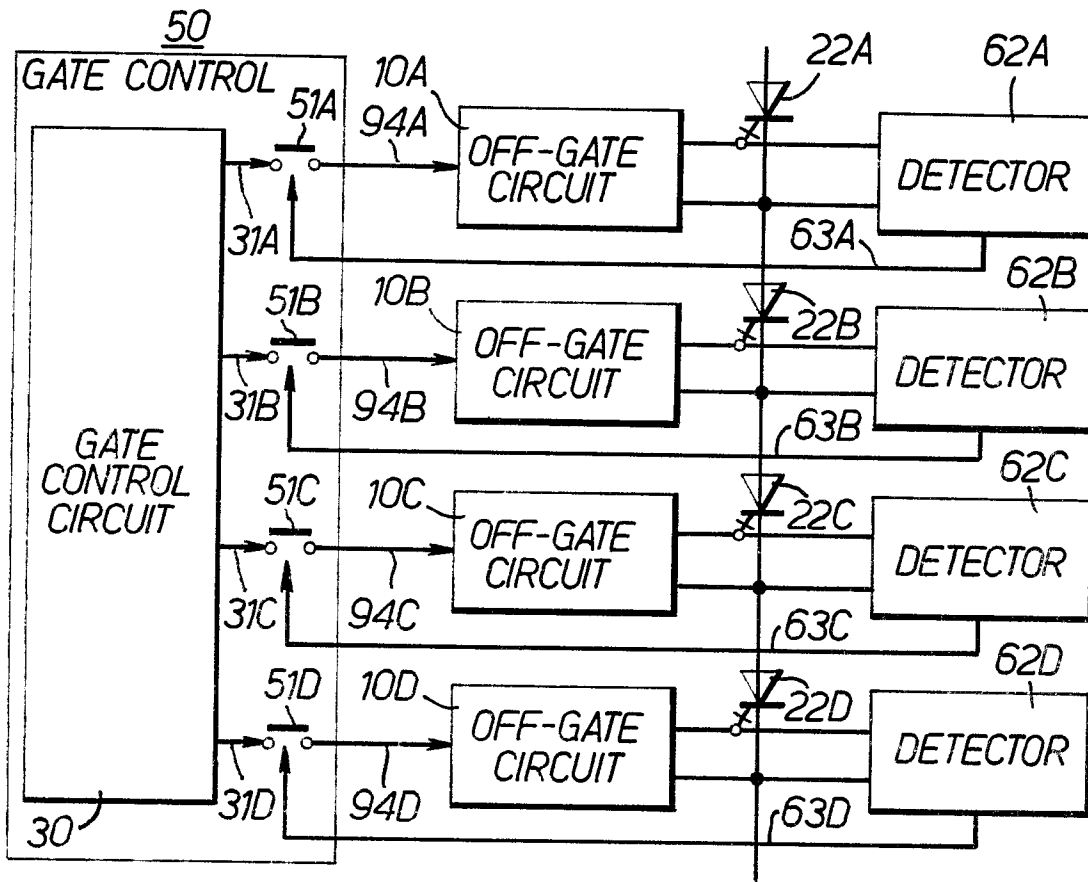 50
GATE CONTROL
51A
94A
10A
22A
62A
OFF-GATE
CIRCUIT
DETECTOR
31A
63A
51B
10B
62B
22B
OFF-GATE
CIRCUIT
DETECTOR
31B
94B
63B
GATE
CONTROL
CIRCUIT
51C
10C
62C
22C
OFF-GATE
CIRCUIT
DETECTOR
31C
94C
63C
51D
10D
62D
22D
OFF-GATE
CIRCUIT
DETECTOR
30
31D
94D
63D